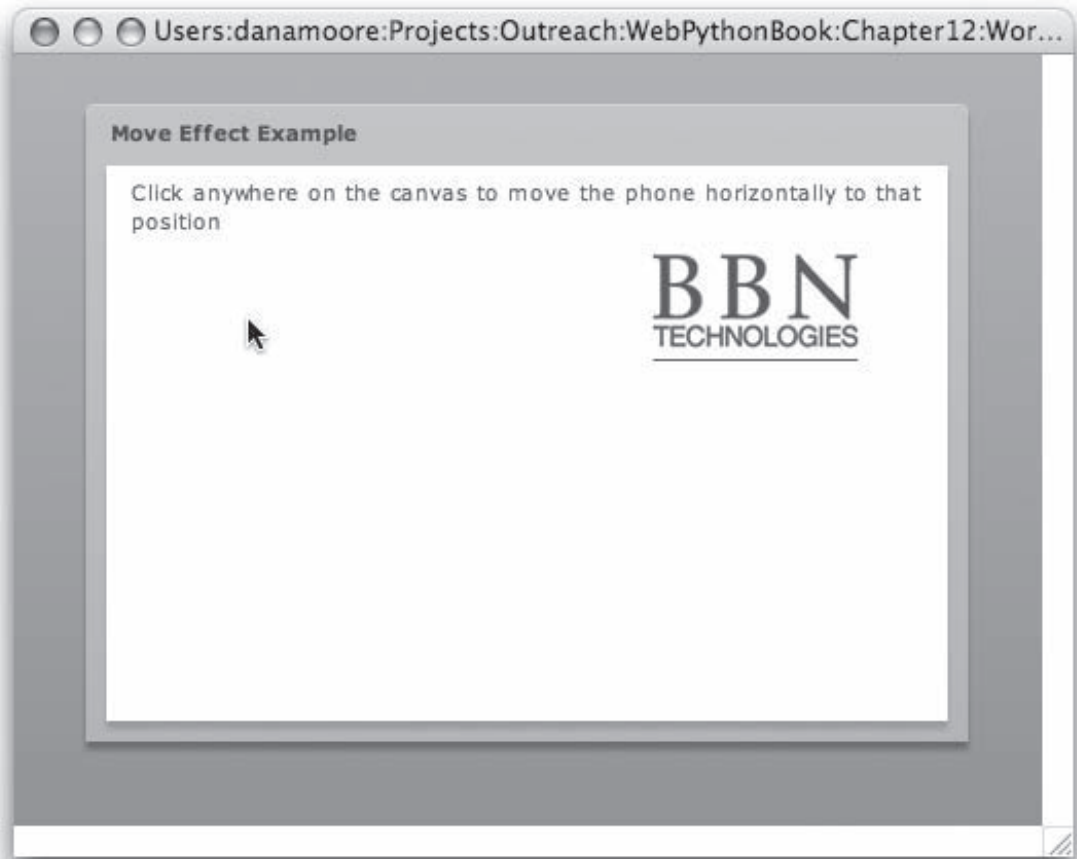 Users:danamoore:Projects:Outreach:WebPythonBook:Chapter12:Wor...
Move Effect Example
Click anywhere on the canvas to move the phone horizontally to that
position
BBN
TECHNOLOGIES